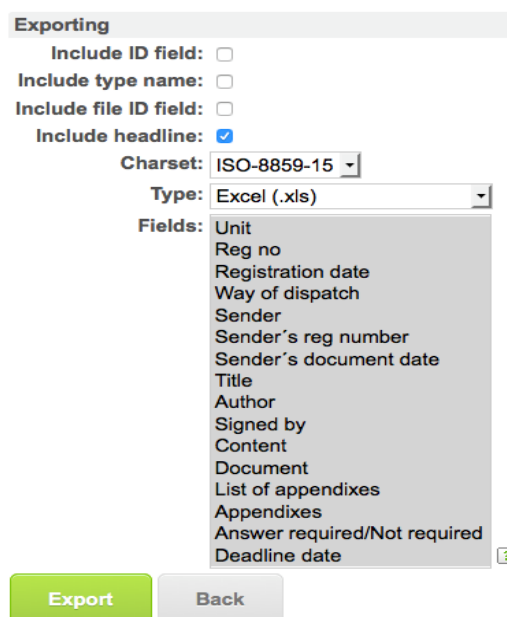 Exporting
Include ID field:
Include type name:
Include file ID field:
Include headline:
Charset: ISO-8859-15
Type: Excel (.xls)
Fields: Unit
Reg no
Registration date
Way of dispatch
Sender
Sender´s reg number
Sender´s document date
Title
Author
Signed by
Content
Document
List of appendixes
Appendixes
Answer required/Not required
Deadline date
Export Back